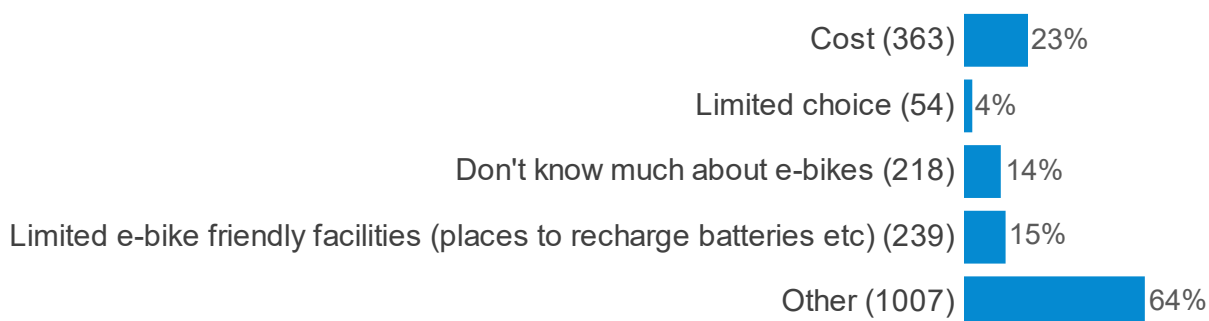 Cost (363) 23%
Limited choice (54) 4%
Don't know much about e-bikes (218) 14%
Limited e-bike friendly facilities (places to recharge batteries etc) (239) 15%
Other (1007) 64%